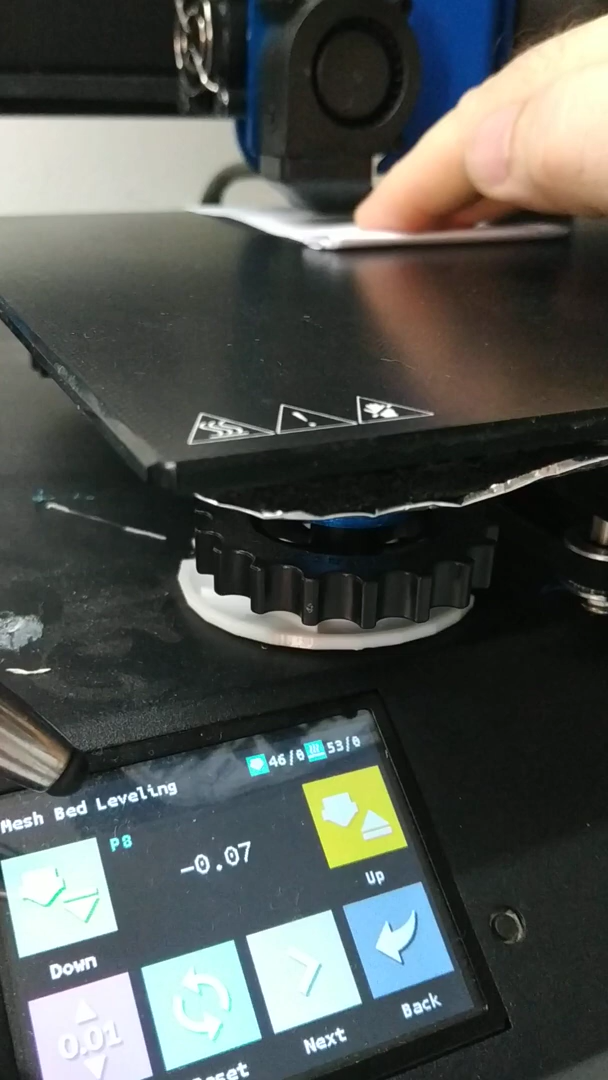 46/0 53/0
Mesh Bed Leveling
P8
-0.07
Up
Down
0.01
Reset
Next
Back